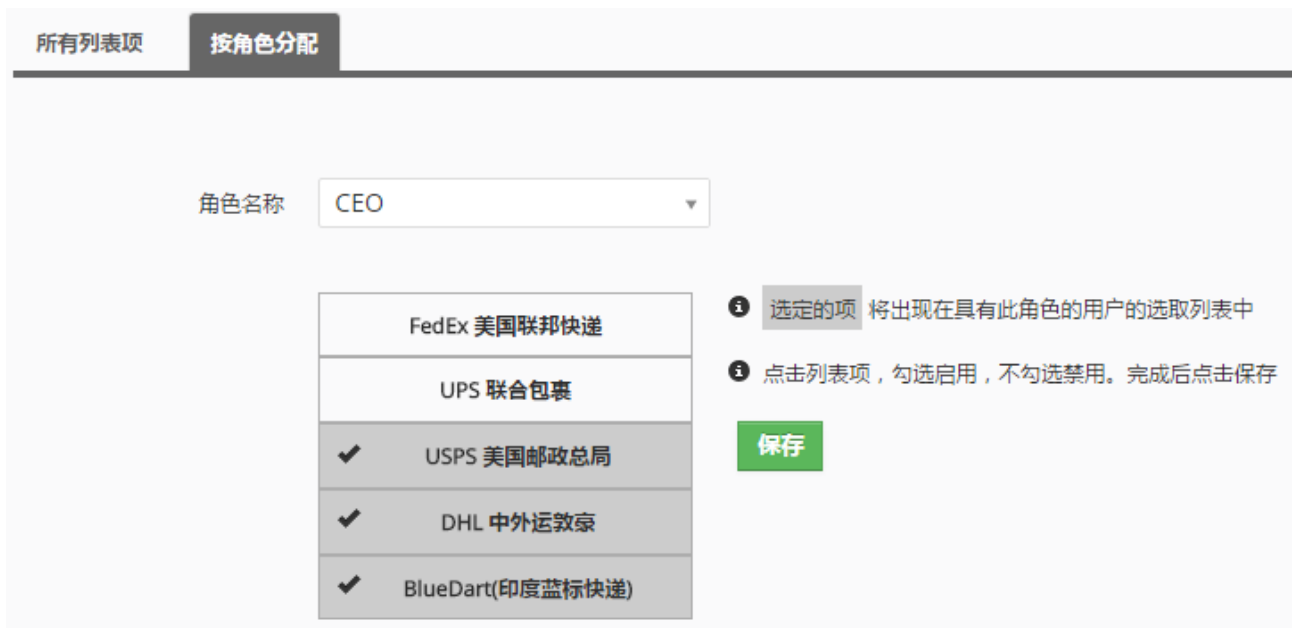 所有列表项
按角色分配
角色名称
CEO
FedEx 美国联邦快递
UPS 联合包裹
USPS 美国邮政总局
DHL 中外运敦豪
BlueDart(印度蓝标快递)
选定的项 将出现在具有此角色的用户的选取列表中
点击列表项，勾选启用，不勾选禁用。完成后点击保存
保存